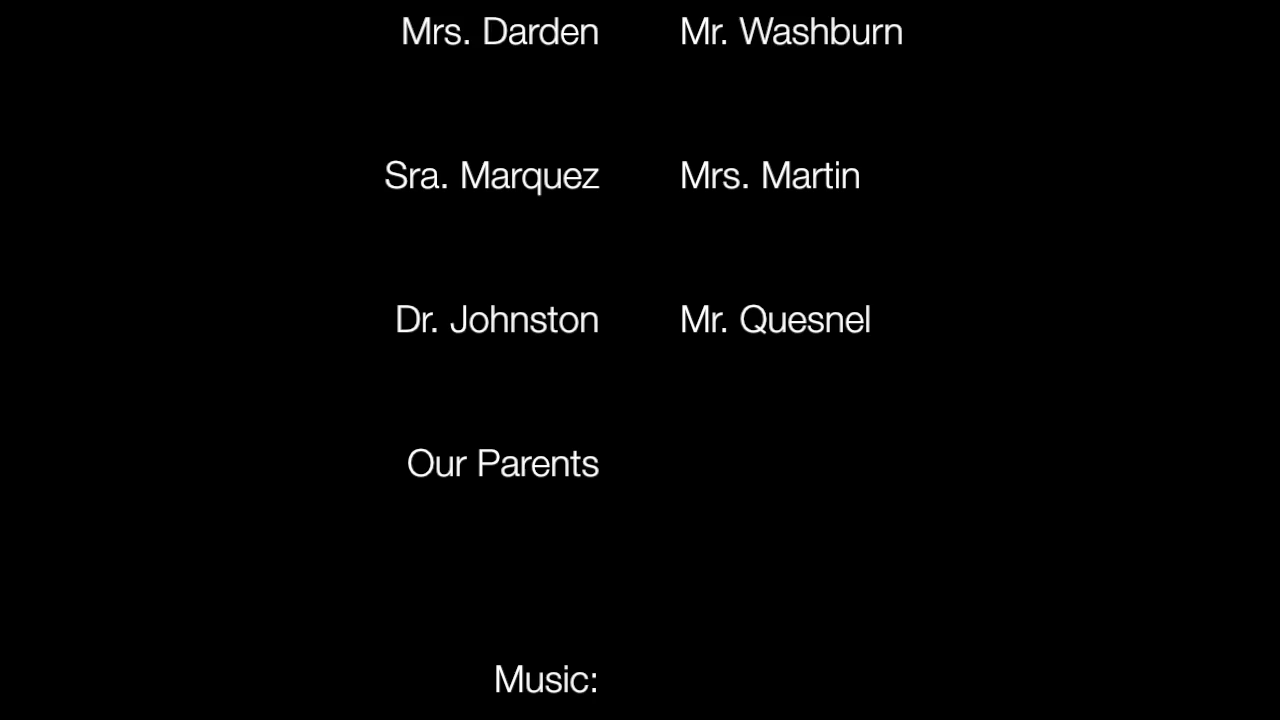 Mrs. Darden Mr. Washburn
Sra. Marquez Mrs. Martin
Dr. Johnston Mr. Quesnel
Our Parents
Music: